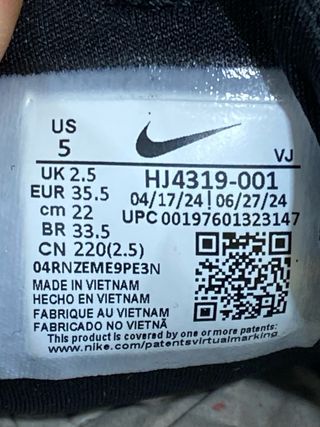 US
5
VJ
UK 2.5
EUR 35.5
cm 22
BR 33.5
CN 220(2.5)
HJ4319-001
04/17/24 | 06/27/24
UPC 00197601323147
04RNZEME9PE3N
MADE IN VIETNAM
HECHO EN VIETNAM
FABRIQUE AU VIETNAM
FABRICADO NO VIETNÃ
This product is covered by one or more patents:
www.nike.com/patentsvirtualmarking